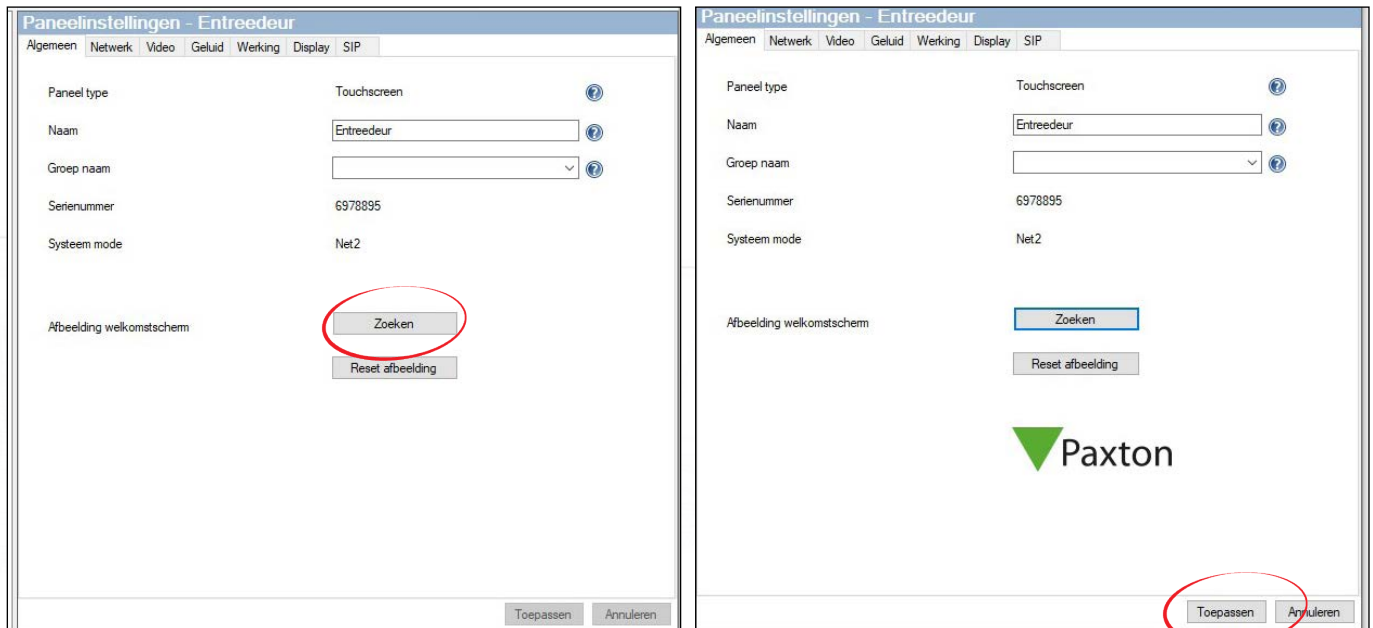 Paneelinstellingen - Entreedeur
Algemeen Netwerk Video Geluid Werking Display SIP
Paneel type Touchscreen
Naam Entreedeur
Groep naam
Serienummer 6978895
Systeem mode Net2
Afbeelding welkomstscherm Zoeken
Reset afbeelding
Toepassen Annuleren
Paneelinstellingen - Entreedeur
Algemeen Netwerk Video Geluid Werking Display SIP
Paneel type Touchscreen
Naam Entreedeur
Groep naam
Serienummer 6978895
Systeem mode Net2
Afbeelding welkomstscherm Zoeken
Reset afbeelding
Paxton
Toepassen Annuleren